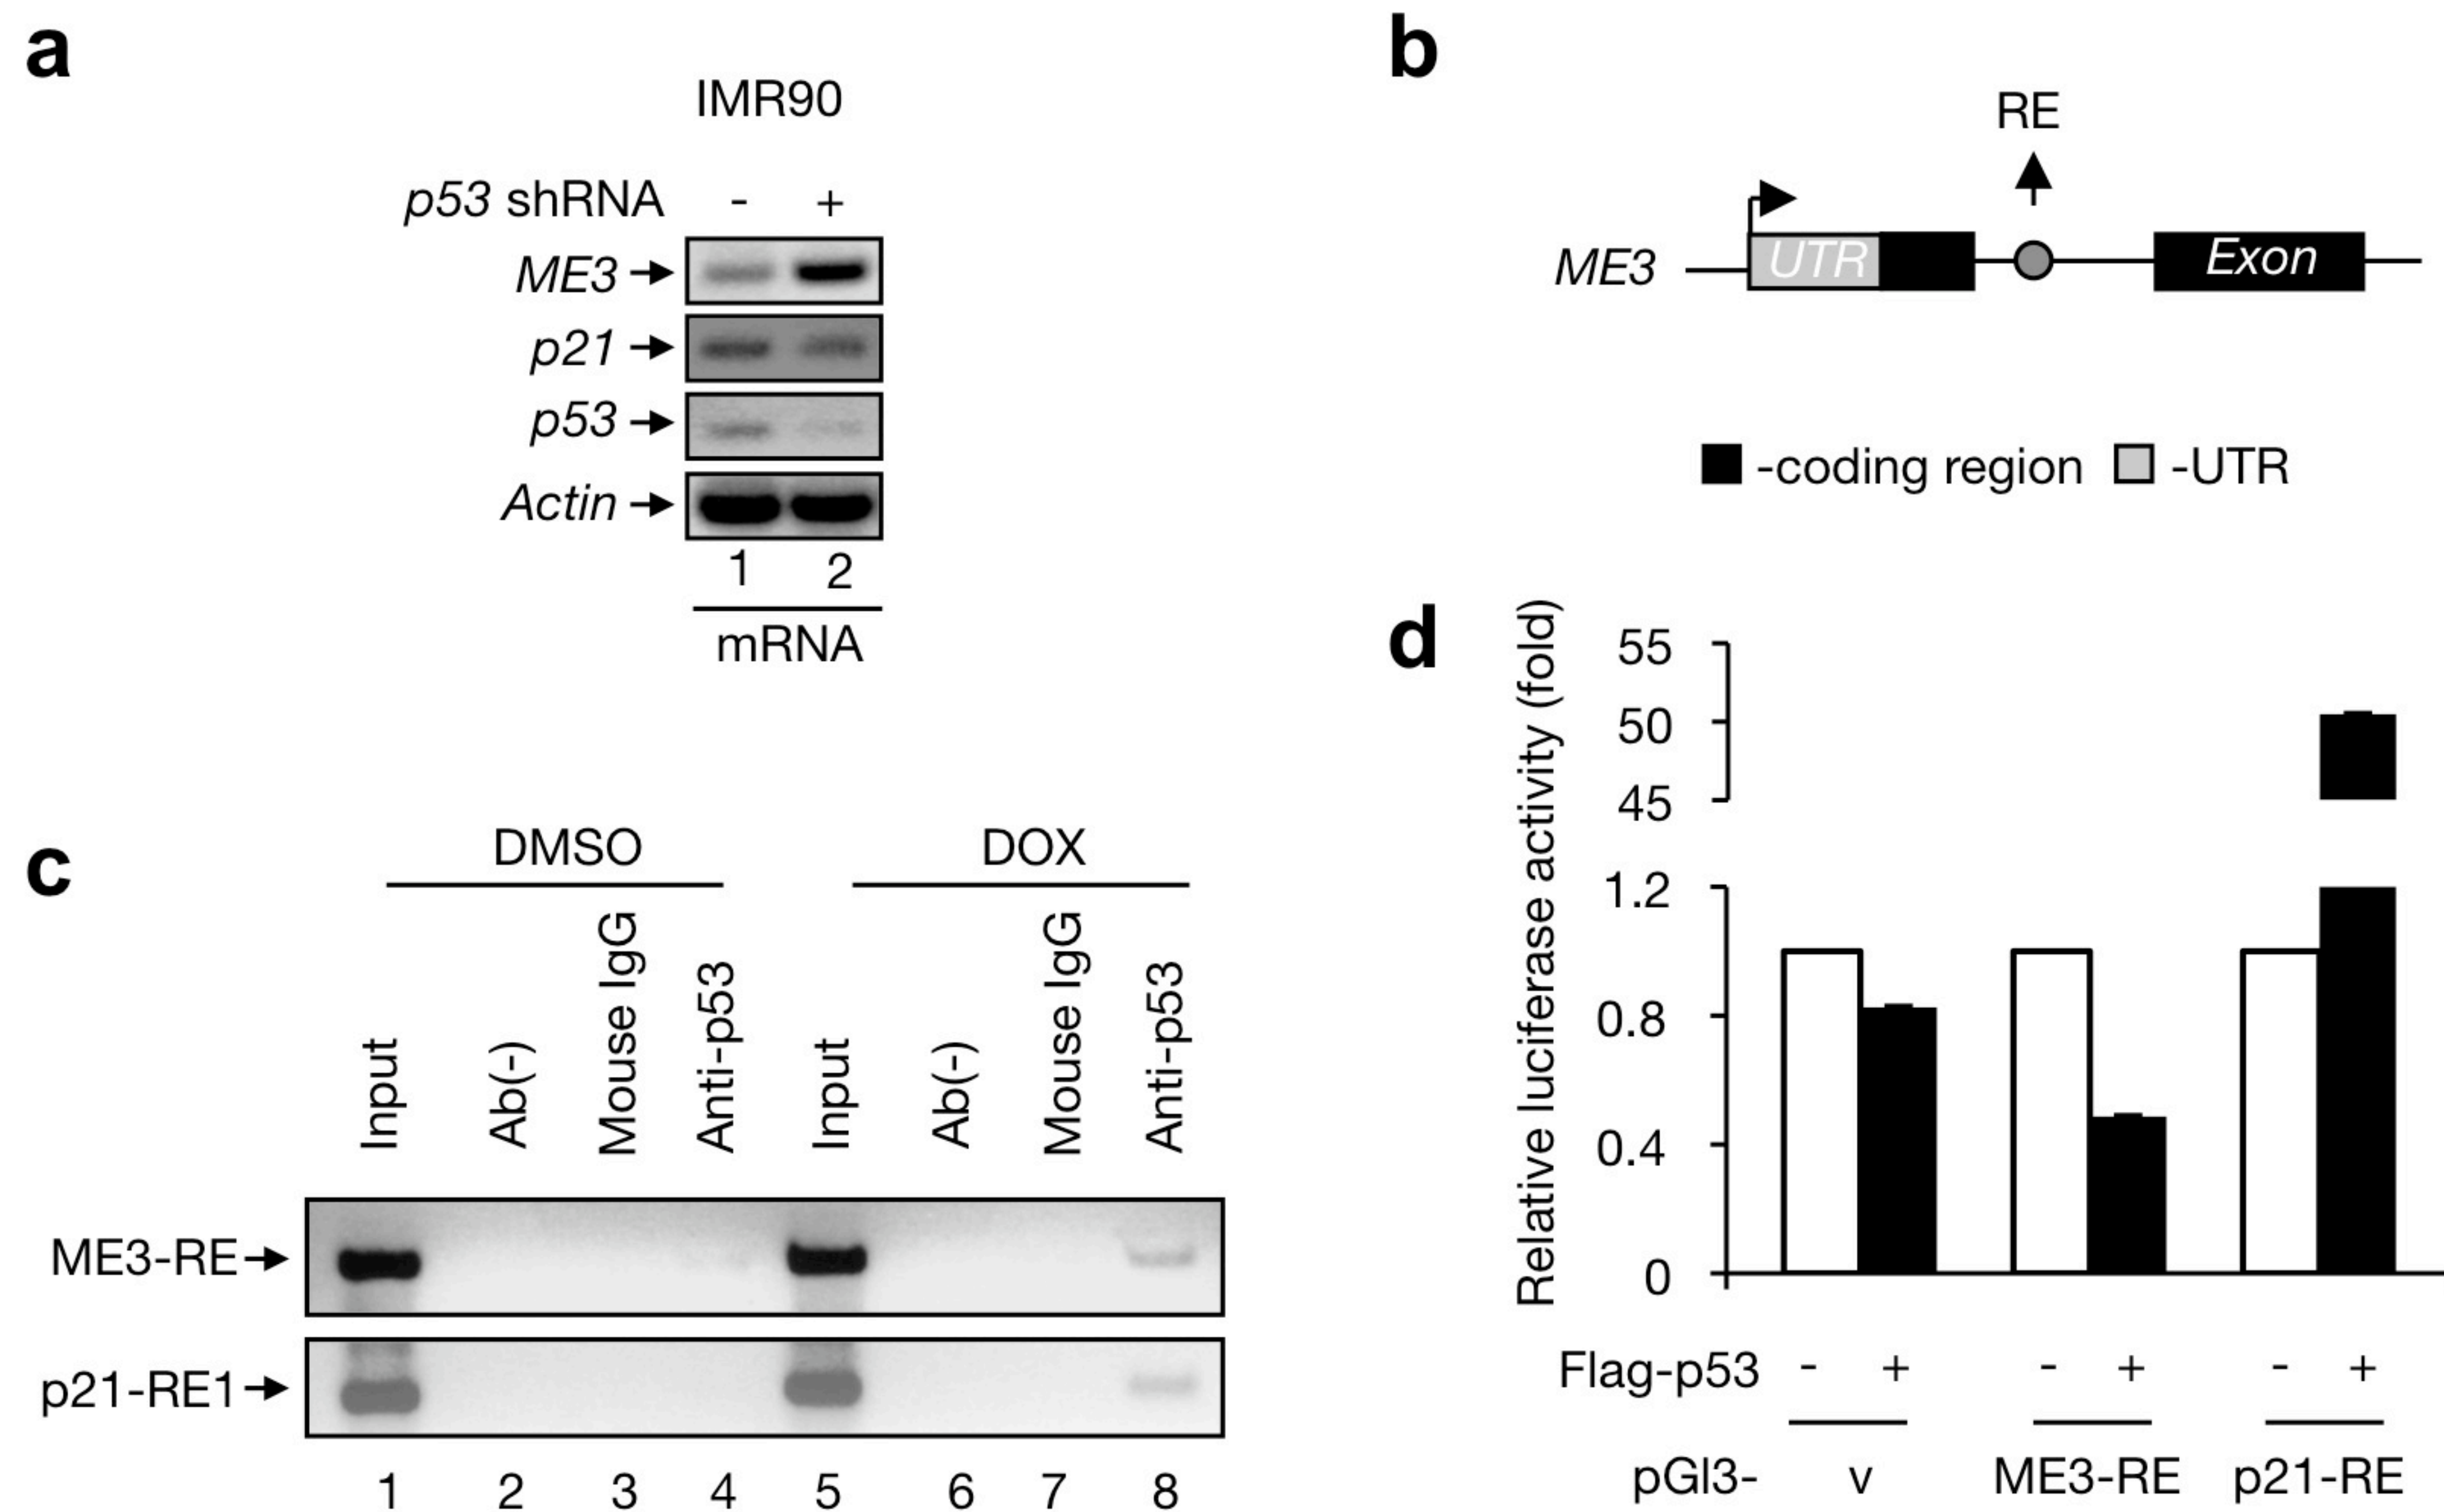 a
IMR90
p53 shRNA - +
ME3
p21
p53
Actin
1 2
mRNA
b
RE
ME3 UTR Exon
-coding region -UTR
c
DMSO DOX
Input Ab(-) Mouse IgG Anti-p53 Input Ab(-) Mouse IgG Anti-p53
ME3-RE
p21-RE1
1 2 3 4 5 6 7 8
d
Relative luciferase activity (fold)
55
50
45
1.2
0.8
0.4
0
Flag-p53 - + - + - +
pGl3- v ME3-RE p21-RE